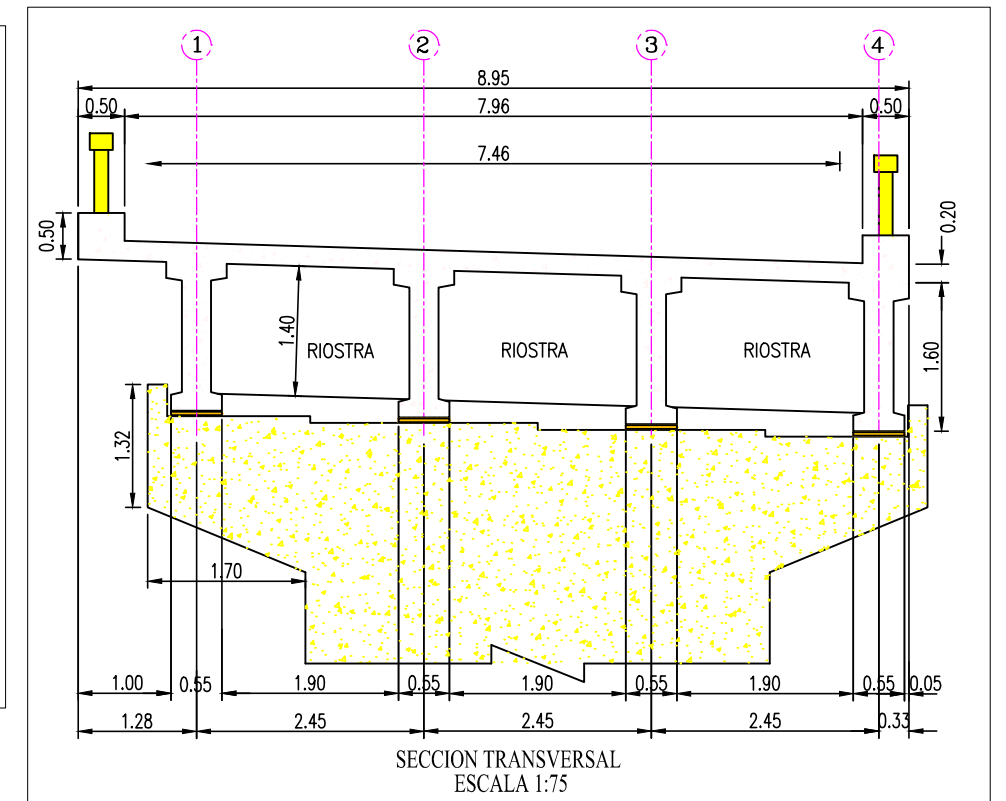 1 2 3 4
8.95
0.50 7.96 0.50
7.46
0.50
0.20
1.40
RIOSTRA RIOSTRA RIOSTRA
1.60
1.32
1.70
1.00 0.55 1.90 0.55 1.90 0.55 1.90 0.55 0.05
1.28 2.45 2.45 2.45 0.33
SECCION TRANSVERSAL
ESCALA 1:75